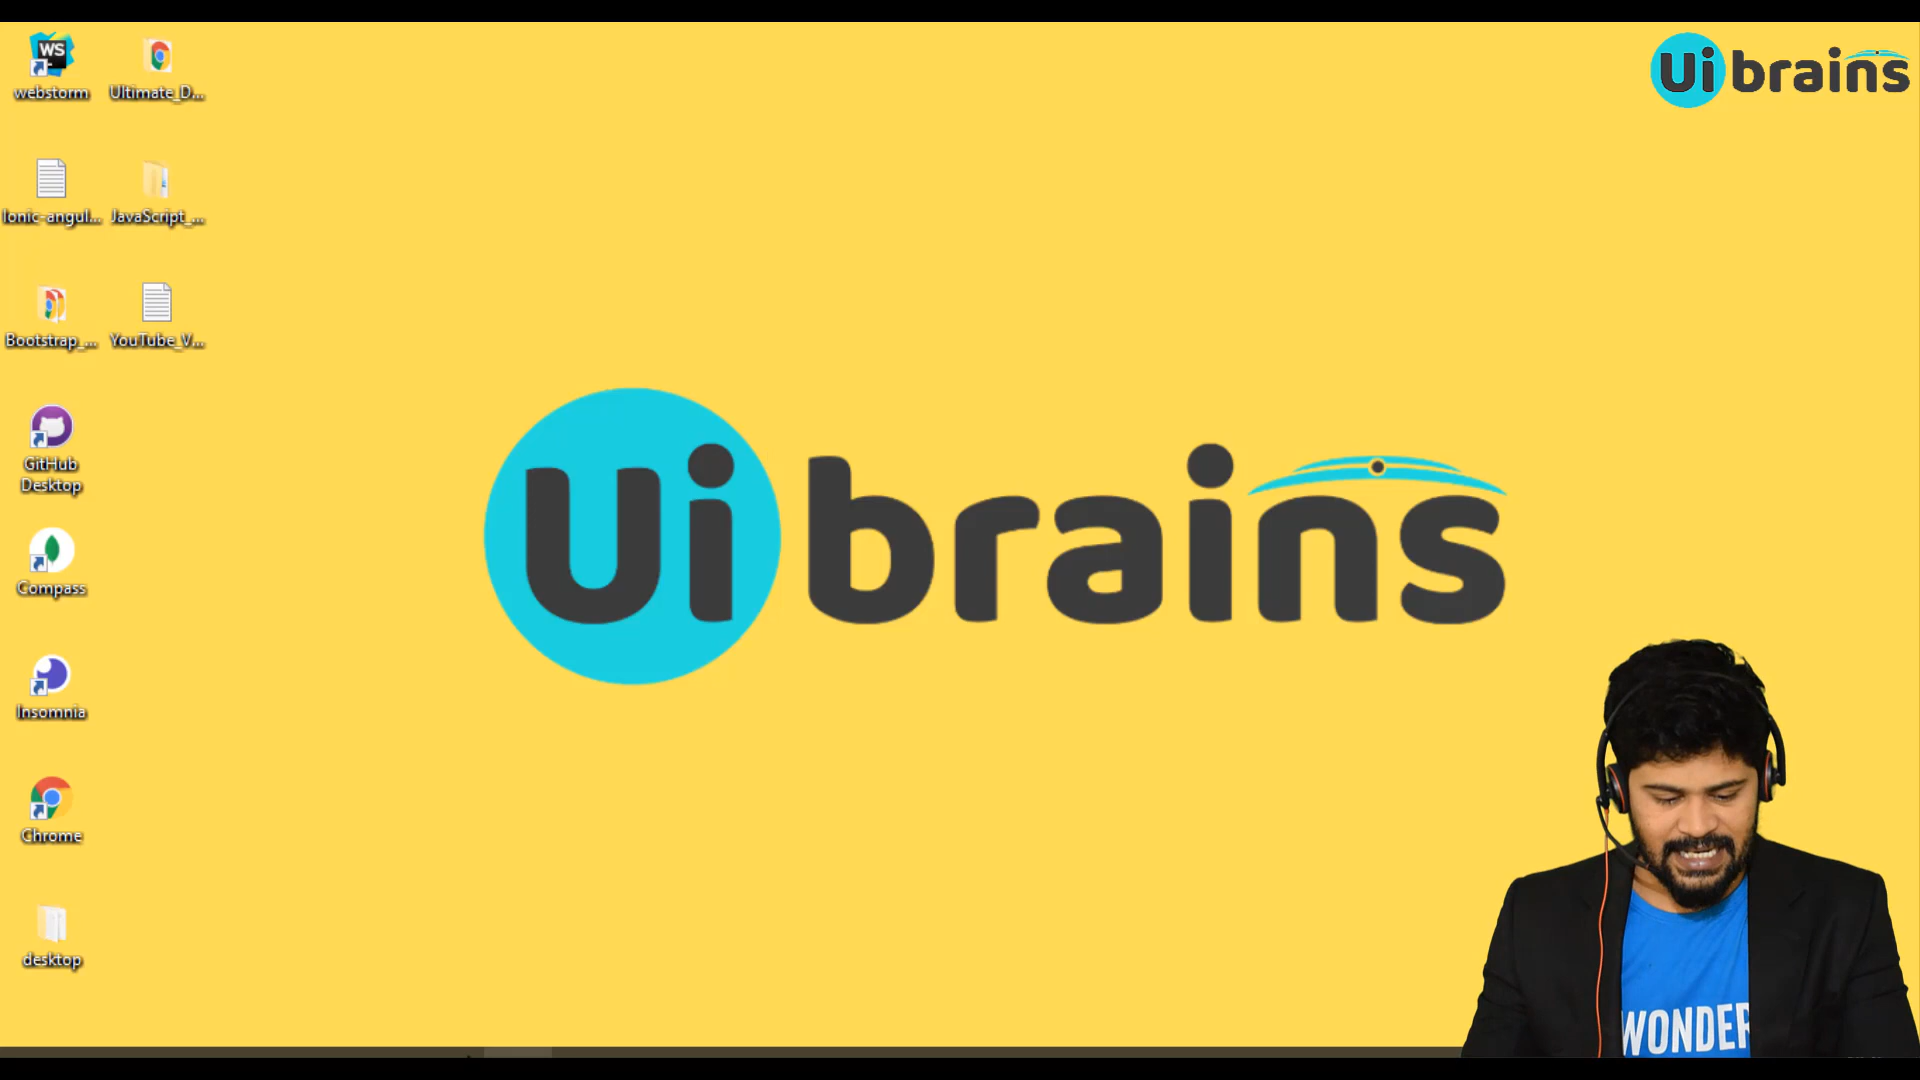 WS
webstorm
Ultimate_D...
Ui brains
Ionic-angul...
JavaScript_...
Bootstrap_...
YouTube_V...
GitHub
Desktop
Ui brains
Compass
Insomnia
Chrome
desktop
WONDER